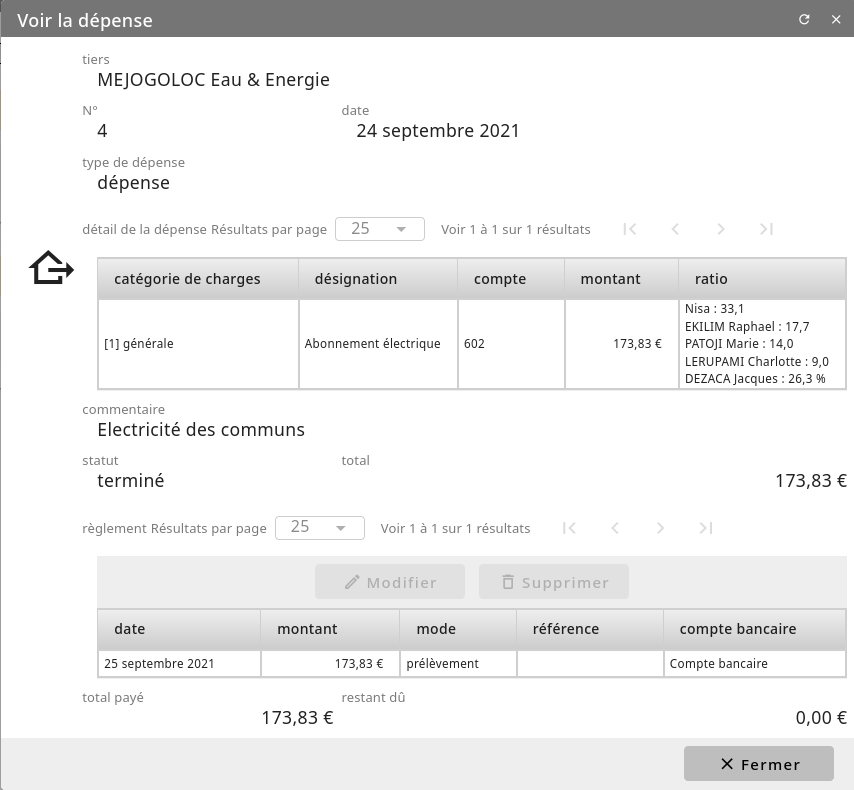 Voir la dépense
tiers
MEJOGOLOC Eau & Energie
N° date
4 24 septembre 2021
type de dépense
dépense
détail de la dépense Résultats par page 25 Voir 1 à 1 sur 1 résultats
catégorie de charges désignation compte montant ratio
[1] générale Abonnement électrique 602 173,83 € Nisa : 33,1
EKILIM Raphael : 17,7
PATOJI Marie : 14,0
LERUPAMI Charlotte : 9,0
DEZACA Jacques : 26,3 %
commentaire
Electricité des communs
statut total
terminé 173,83 €
règlement Résultats par page 25 Voir 1 à 1 sur 1 résultats
Modifier Supprimer
date montant mode référence compte bancaire
25 septembre 2021 173,83 € prélèvement Compte bancaire
total payé restant dû
173,83 € 0,00 €
Fermer